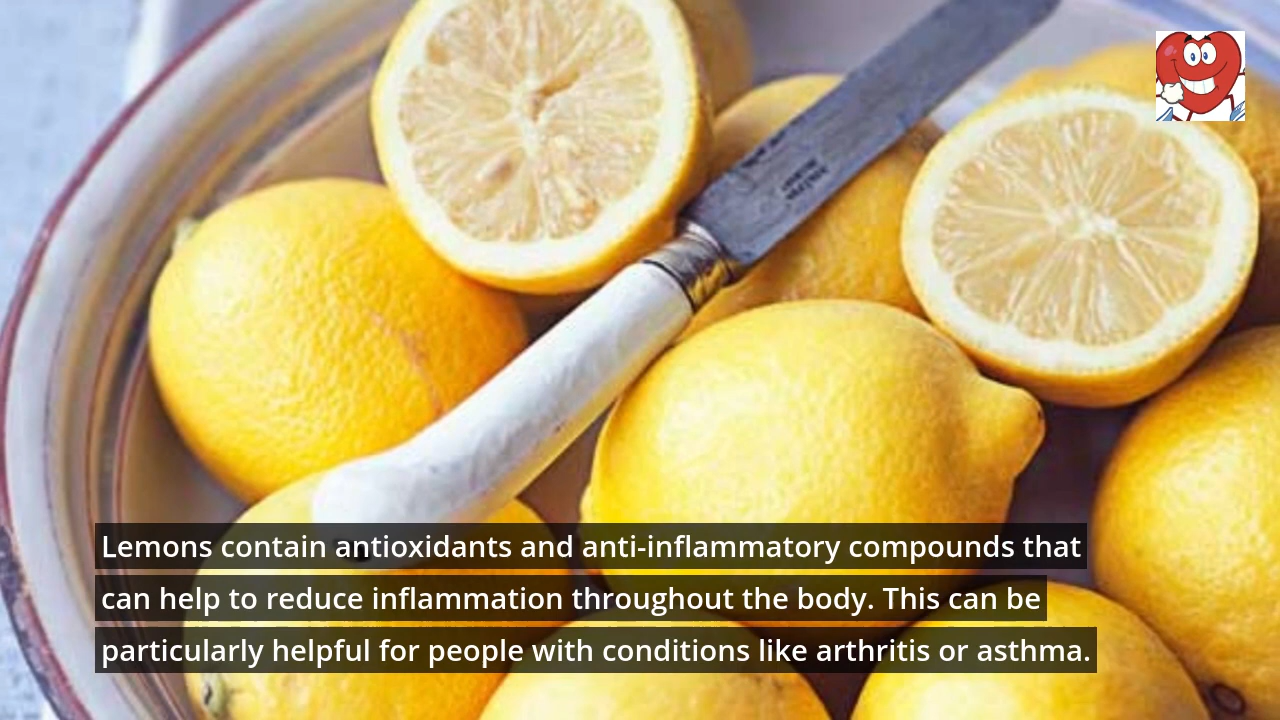 Lemons contain antioxidants and anti-inflammatory compounds that
can help to reduce inflammation throughout the body. This can be
particularly helpful for people with conditions like arthritis or asthma.